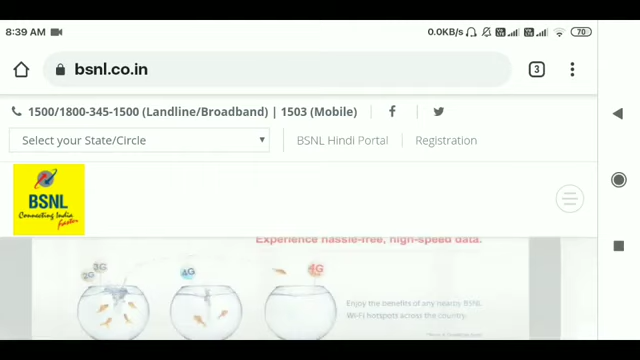 8:39 AM
0.0KB/s
70
bsnl.co.in
3
1500/1800-345-1500 (Landline/Broadband) | 1503 (Mobile)
Select your State/Circle
BSNL Hindi Portal
Registration
BSNL
Connecting India
faster
Experience hassle-free, high-speed data.
2G
3G
4G
4G
Enjoy the benefits of any nearby BSNL
Wi-Fi hotspots across the country.